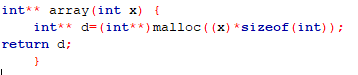 int** array(int x) {
    int** d=(int**)malloc((x)*sizeof(int));
return d;
    }